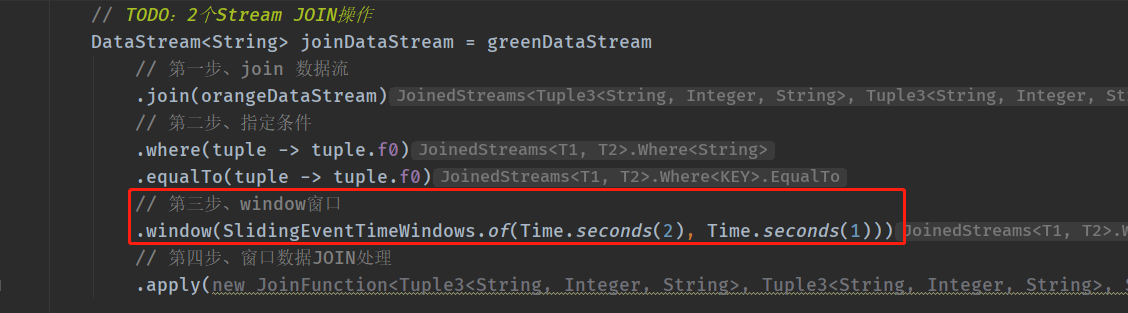 // TODO：2个Stream JOIN操作
DataStream<String> joinDataStream = greenDataStream
// 第一步、join 数据流
.join(orangeDataStream) JoinedStreams<Tuple3<String, Integer, String>, Tuple3<String, Integer, St
// 第二步、指定条件
.where(tuple -> tuple.f0) JoinedStreams<T1, T2>.Where<String>
.equalTo(tuple -> tuple.f0) JoinedStreams<T1, T2>.Where<KEY>.EqualTo
// 第三步、window窗口
.window(SlidingEventTimeWindows.of(Time.seconds(2), Time.seconds(1))) JoinedStreams<T1, T2>.W
// 第四步、窗口数据JOIN处理
.apply(new JoinFunction<Tuple3<String, Integer, String>, Tuple3<String, Integer, String>, S